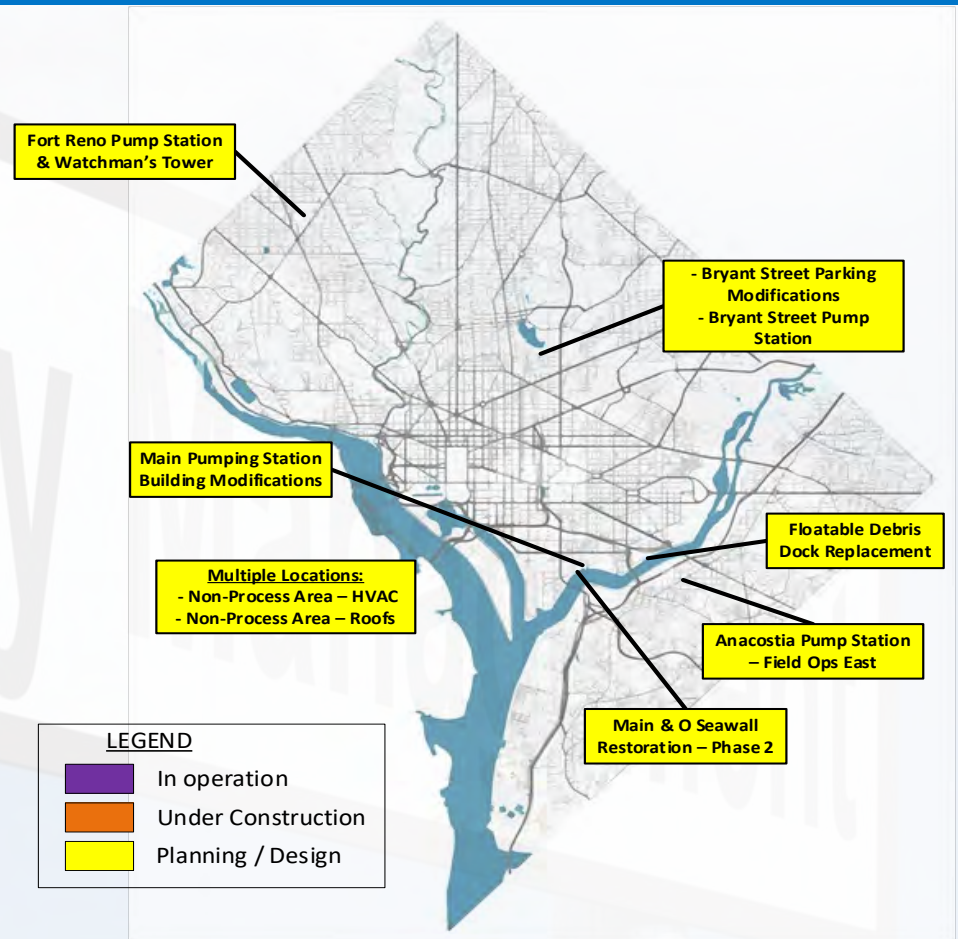 Fort Reno Pump Station
& Watchman's Tower
- Bryant Street Parking
Modifications
- Bryant Street Pump
Station
Main Pumping Station
Building Modifications
Floatable Debris
Dock Replacement
Multiple Locations:
- Non-Process Area – HVAC
- Non-Process Area – Roofs
Anacostia Pump Station
– Field Ops East
Main & O Seawall
Restoration – Phase 2
LEGEND
In operation
Under Construction
Planning / Design